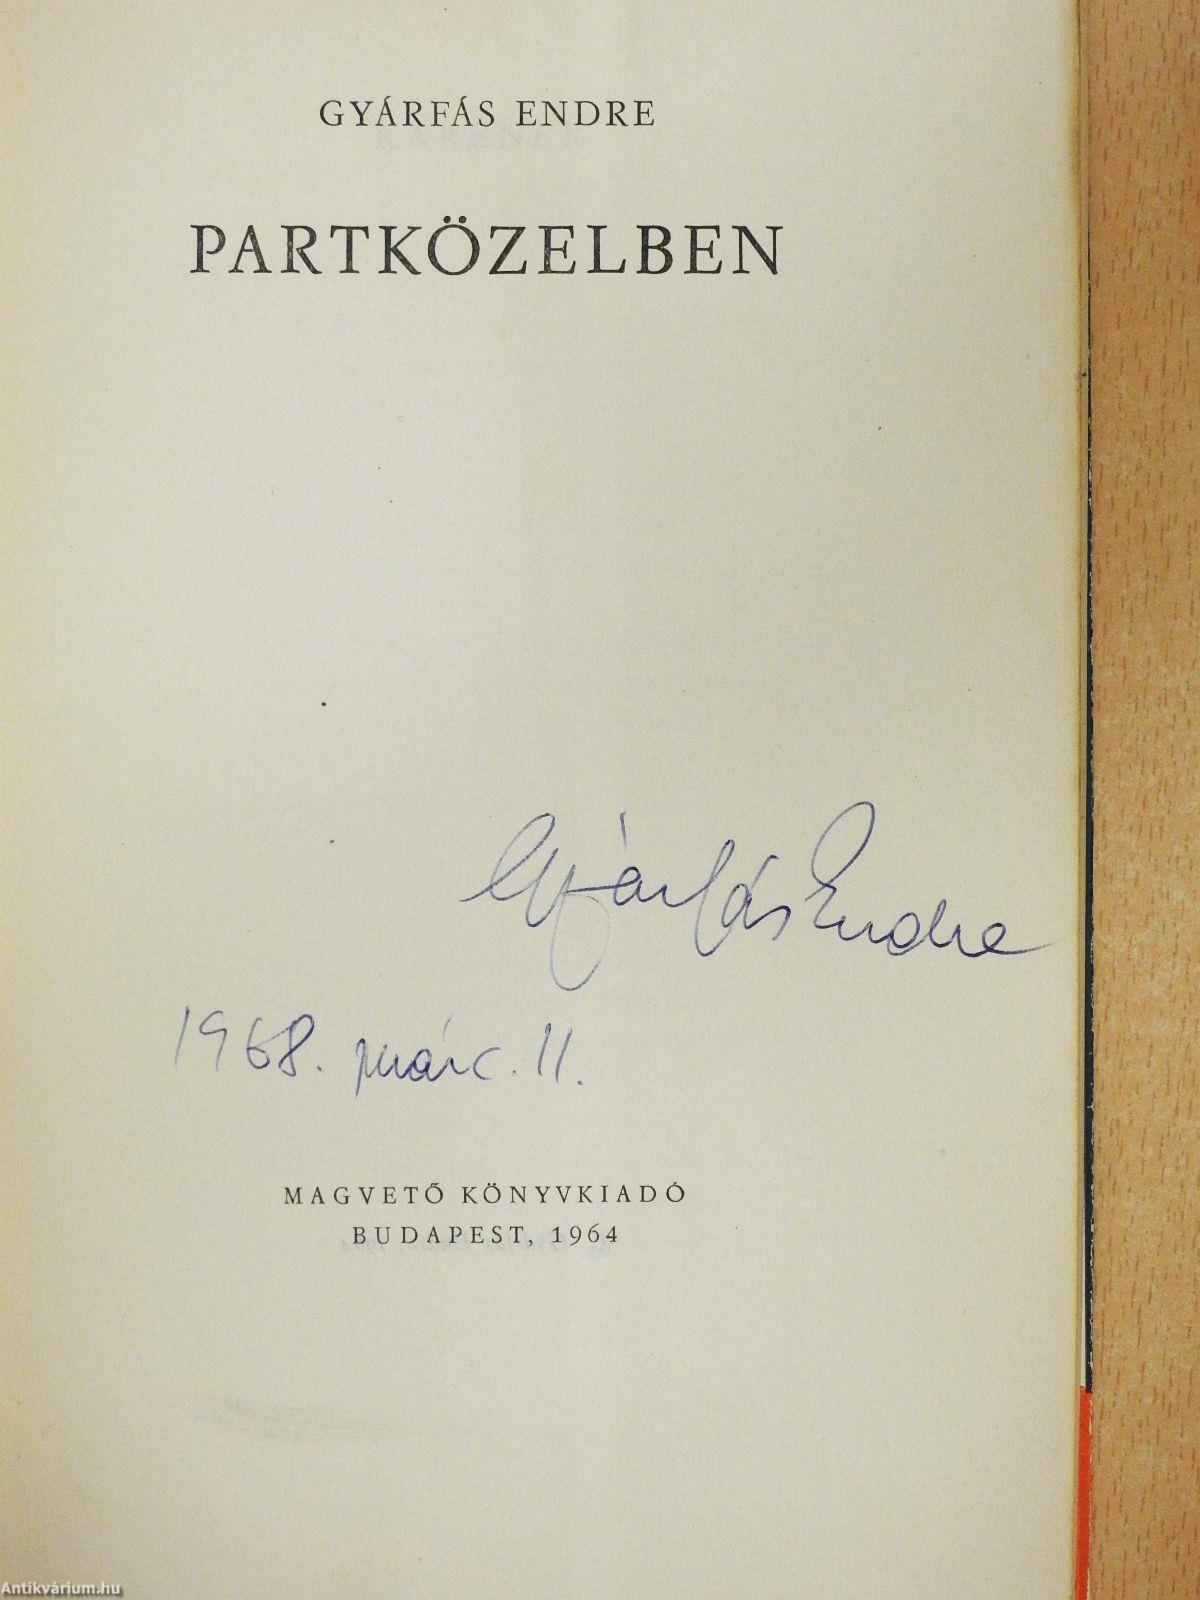 GYÁRFÁS ENDRE
PARTKÖZELBEN
Gyárfás Endre
1968. márc. 11.
MAGVETŐ KÖNYVKIADÓ
BUDAPEST, 1964
Antikvárium.hu